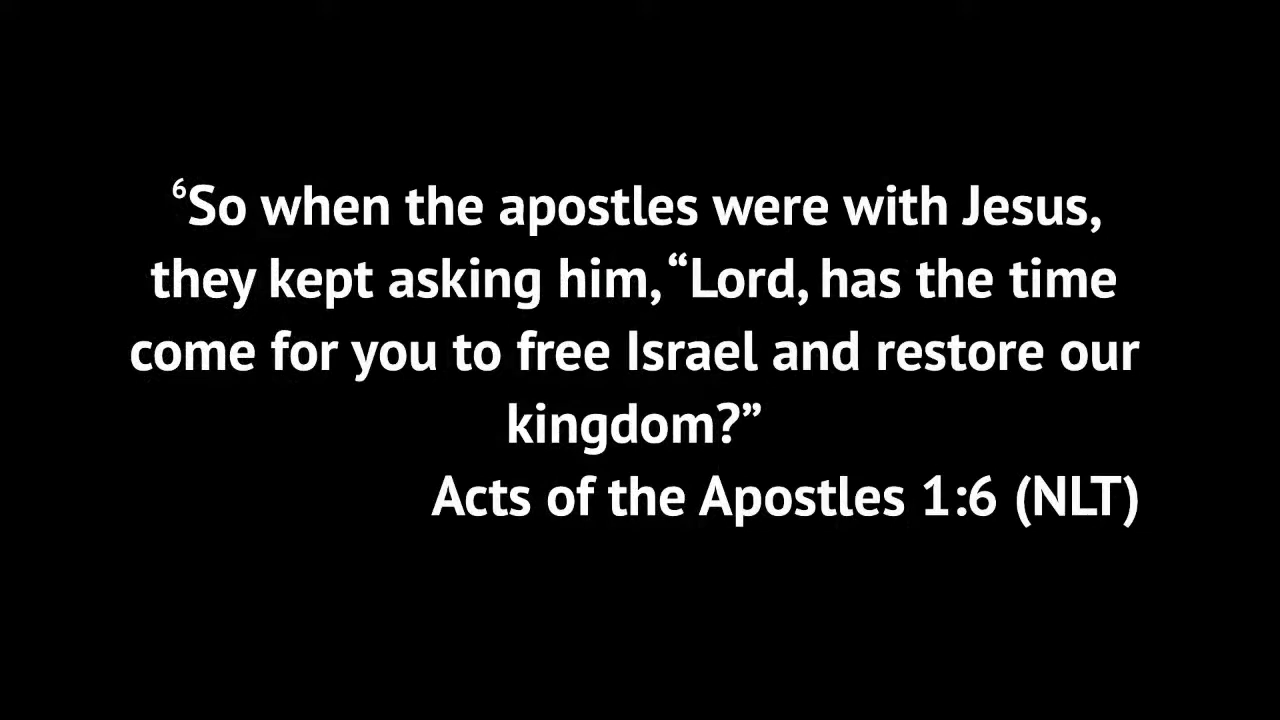 ⁶So when the apostles were with Jesus,
they kept asking him, “Lord, has the time
come for you to free Israel and restore our
kingdom?”
Acts of the Apostles 1:6 (NLT)